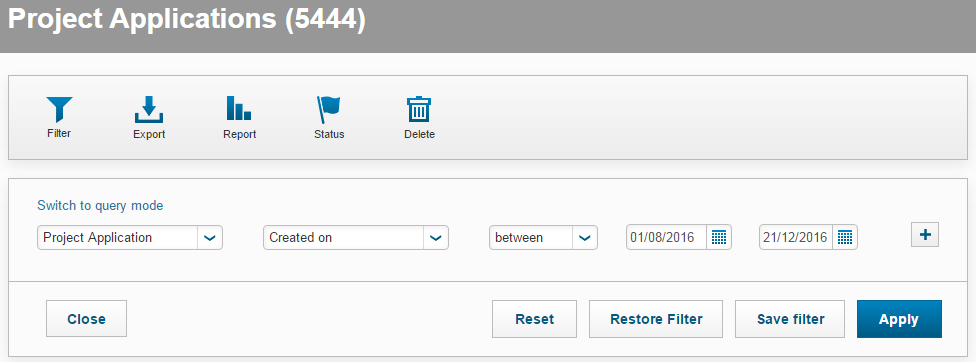 Project Applications (5444)
Filter Export Report Status Delete
Switch to query mode
Project Application Created on between 01/08/2016 21/12/2016 +
Close Reset Restore Filter Save filter Apply